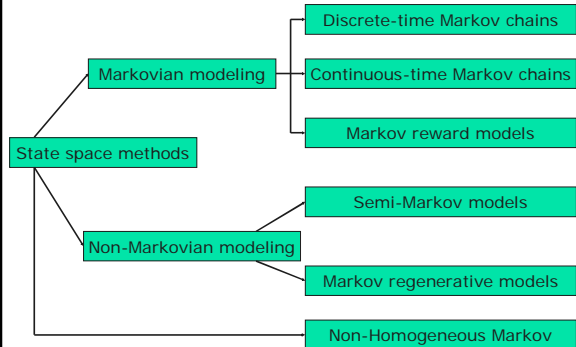 Discrete-time Markov chains
Markovian modeling
Continuous-time Markov chains
Markov reward models
State space methods
Semi-Markov models
Non-Markovian modeling
Markov regenerative models
Non-Homogeneous Markov